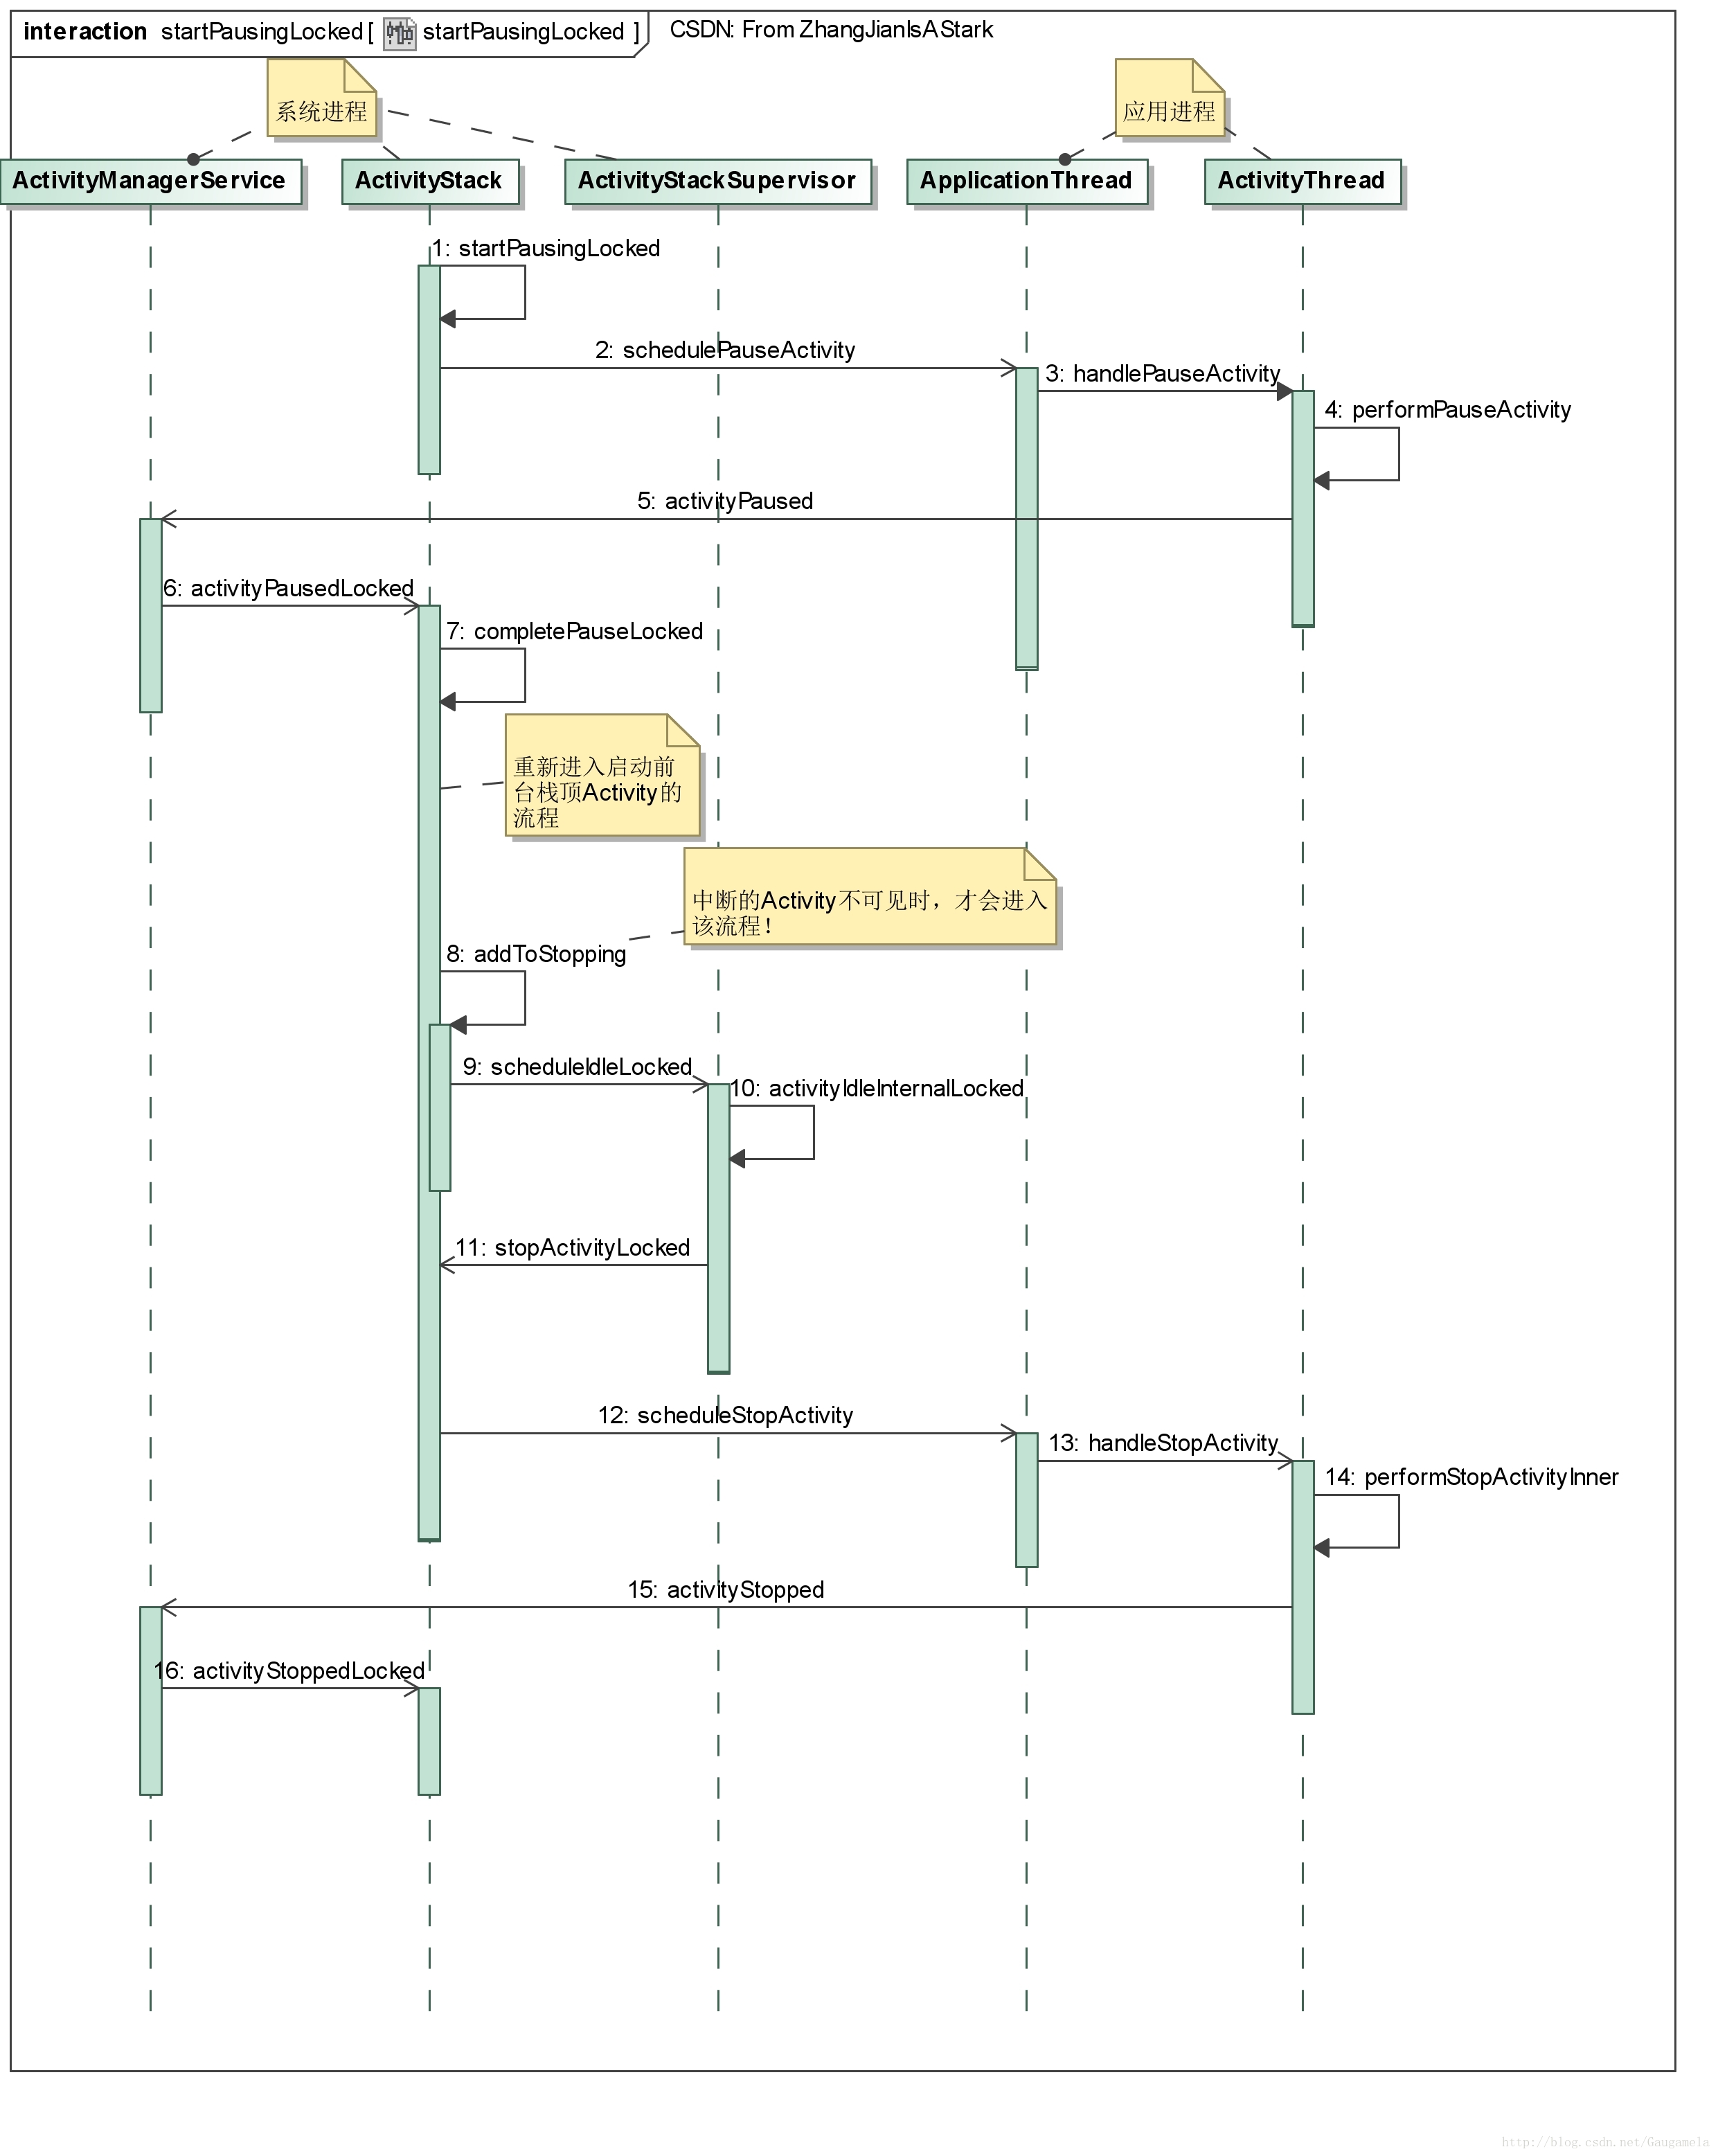 interaction startPausingLocked [ startPausingLocked ]
CSDN: From ZhangJianIsAStark
系统进程
应用进程
ActivityManagerService
ActivityStack
ActivityStackSupervisor
ApplicationThread
ActivityThread
1: startPausingLocked
2: schedulePauseActivity
3: handlePauseActivity
4: performPauseActivity
5: activityPaused
6: activityPausedLocked
7: completePauseLocked
重新进入启动前
台栈顶Activity的
流程
中断的Activity不可见时，才会进入
该流程！
8: addToStopping
9: scheduleIdleLocked
10: activityIdleInternalLocked
11: stopActivityLocked
12: scheduleStopActivity
13: handleStopActivity
14: performStopActivityInner
15: activityStopped
16: activityStoppedLocked
http://blog.csdn.net/Gaugamela